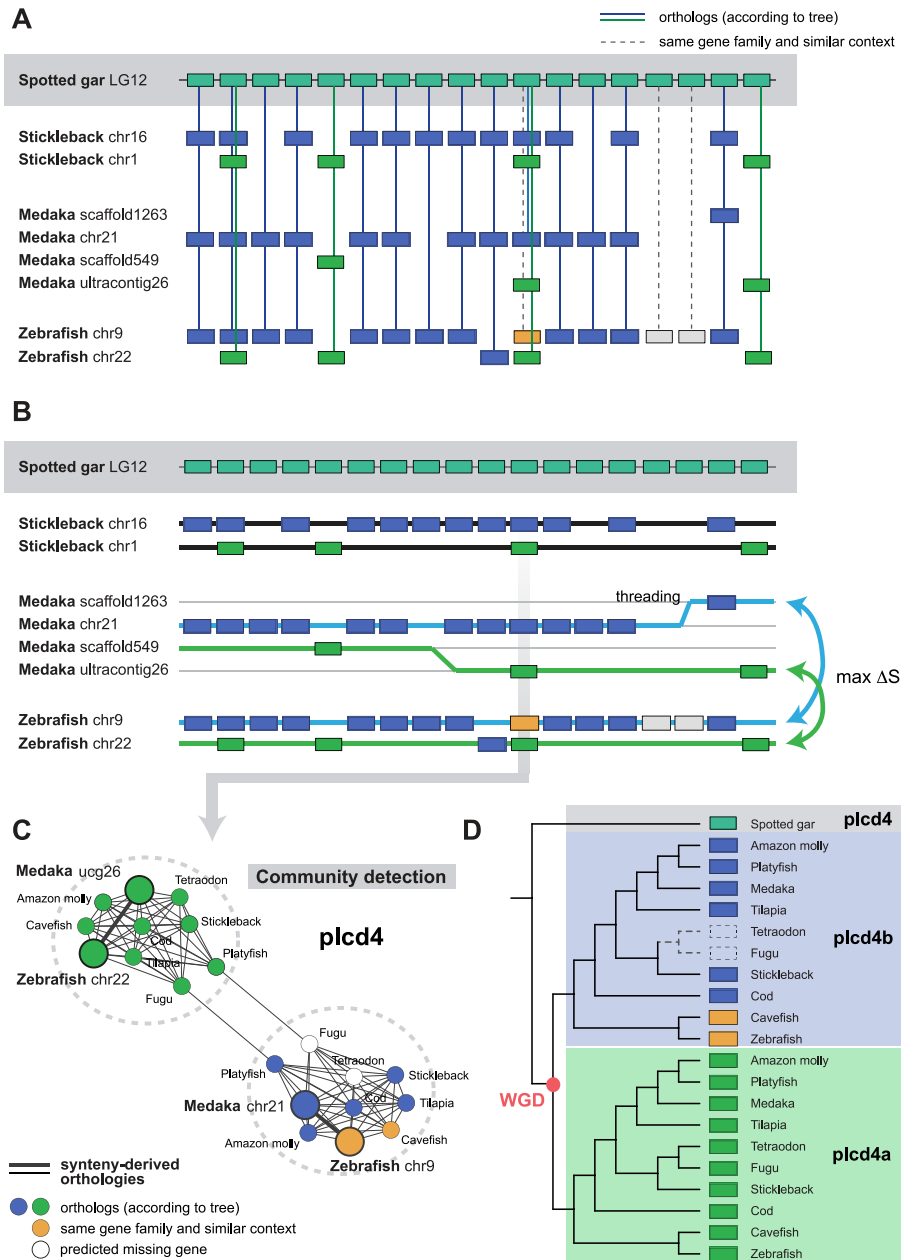 A
orthologs (according to tree)
same gene family and similar context
Spotted gar LG12
Stickleback chr16
Stickleback chr1
Medaka scaffold1263
Medaka chr21
Medaka scaffold549
Medaka ultracontig26
Zebrafish chr9
Zebrafish chr22
B
Spotted gar LG12
Stickleback chr16
Stickleback chr1
Medaka scaffold1263
threading
Medaka chr21
Medaka scaffold549
Medaka ultracontig26
max ΔS
Zebrafish chr9
Zebrafish chr22
C
Community detection
plcd4
Medaka ucg26
Tetraodon
Amazon molly
Stickleback
Cavefish
Cod
Platyfish
Tilapia
Zebrafish chr22
Fugu
Fugu
Tetraodon
Platyfish
Stickleback
Medaka chr21
Cod
Tilapia
Amazon molly
Cavefish
Zebrafish chr9
synteny-derived
orthologies
orthologs (according to tree)
same gene family and similar context
predicted missing gene
D
plcd4
Spotted gar
Amazon molly
Platyfish
Medaka
Tilapia
Tetraodon
plcd4b
Fugu
Stickleback
Cod
Cavefish
Zebrafish
WGD
Amazon molly
Platyfish
Medaka
Tilapia
Tetraodon
plcd4a
Fugu
Stickleback
Cod
Cavefish
Zebrafish